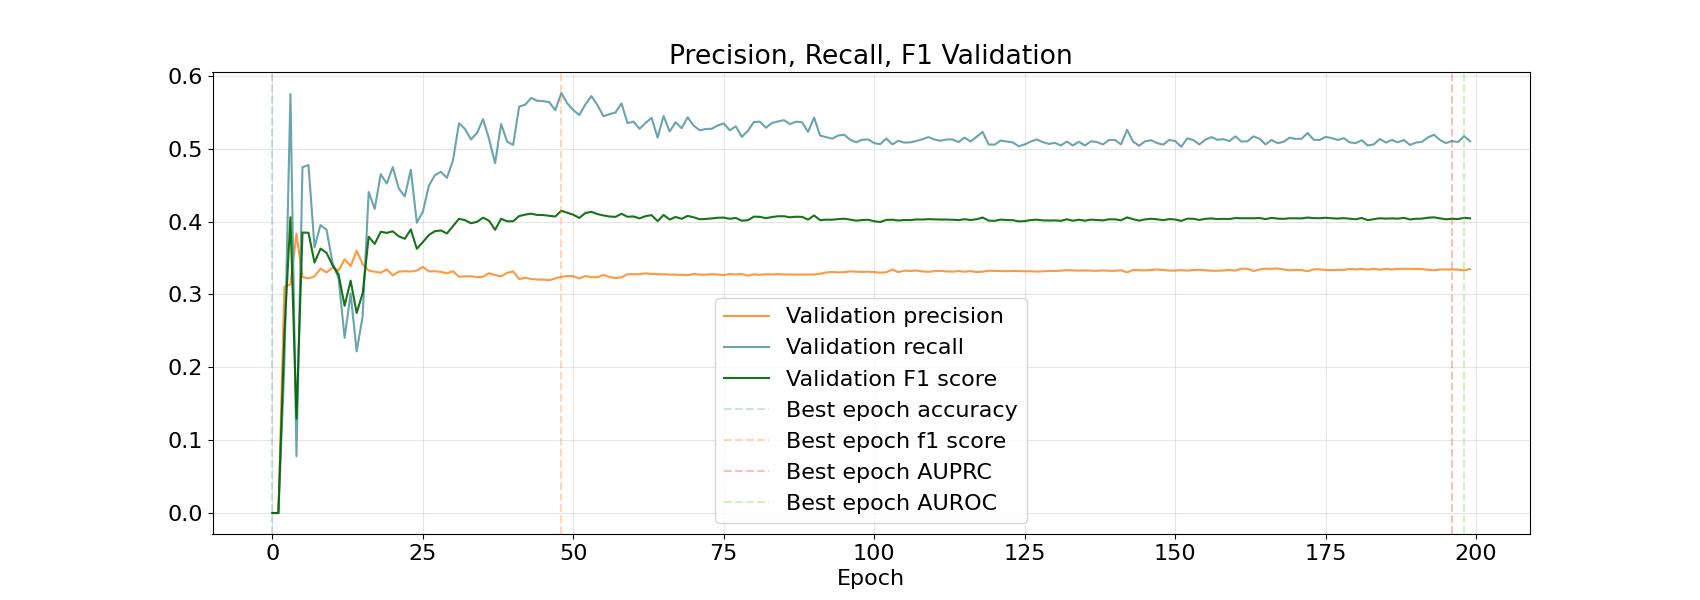 Precision, Recall, F1 Validation
0.6
0.5
0.4
0.3
0.2
0.1
0.0
Validation precision
Validation recall
Validation F1 score
Best epoch accuracy
Best epoch f1 score
Best epoch AUPRC
Best epoch AUROC
0 25 50 75 100 125 150 175 200
Epoch